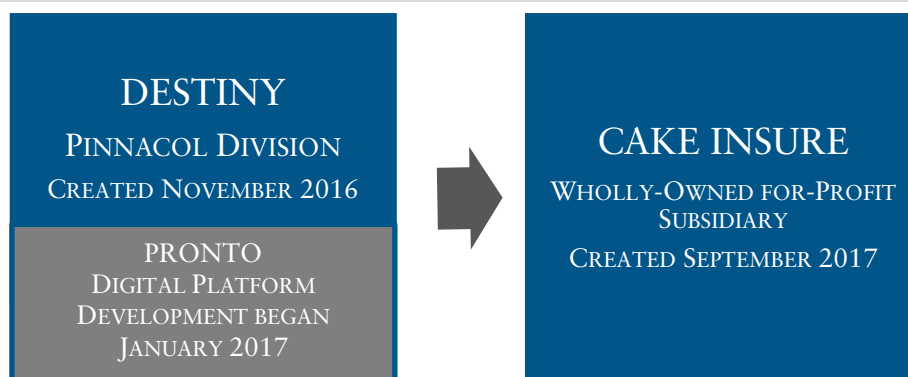 DESTINY
PINNACOL DIVISION
CREATED NOVEMBER 2016
PRONTO
DIGITAL PLATFORM
DEVELOPMENT BEGAN
JANUARY 2017
CAKE INSURE
WHOLLY-OWNED FOR-PROFIT
SUBSIDIARY
CREATED SEPTEMBER 2017